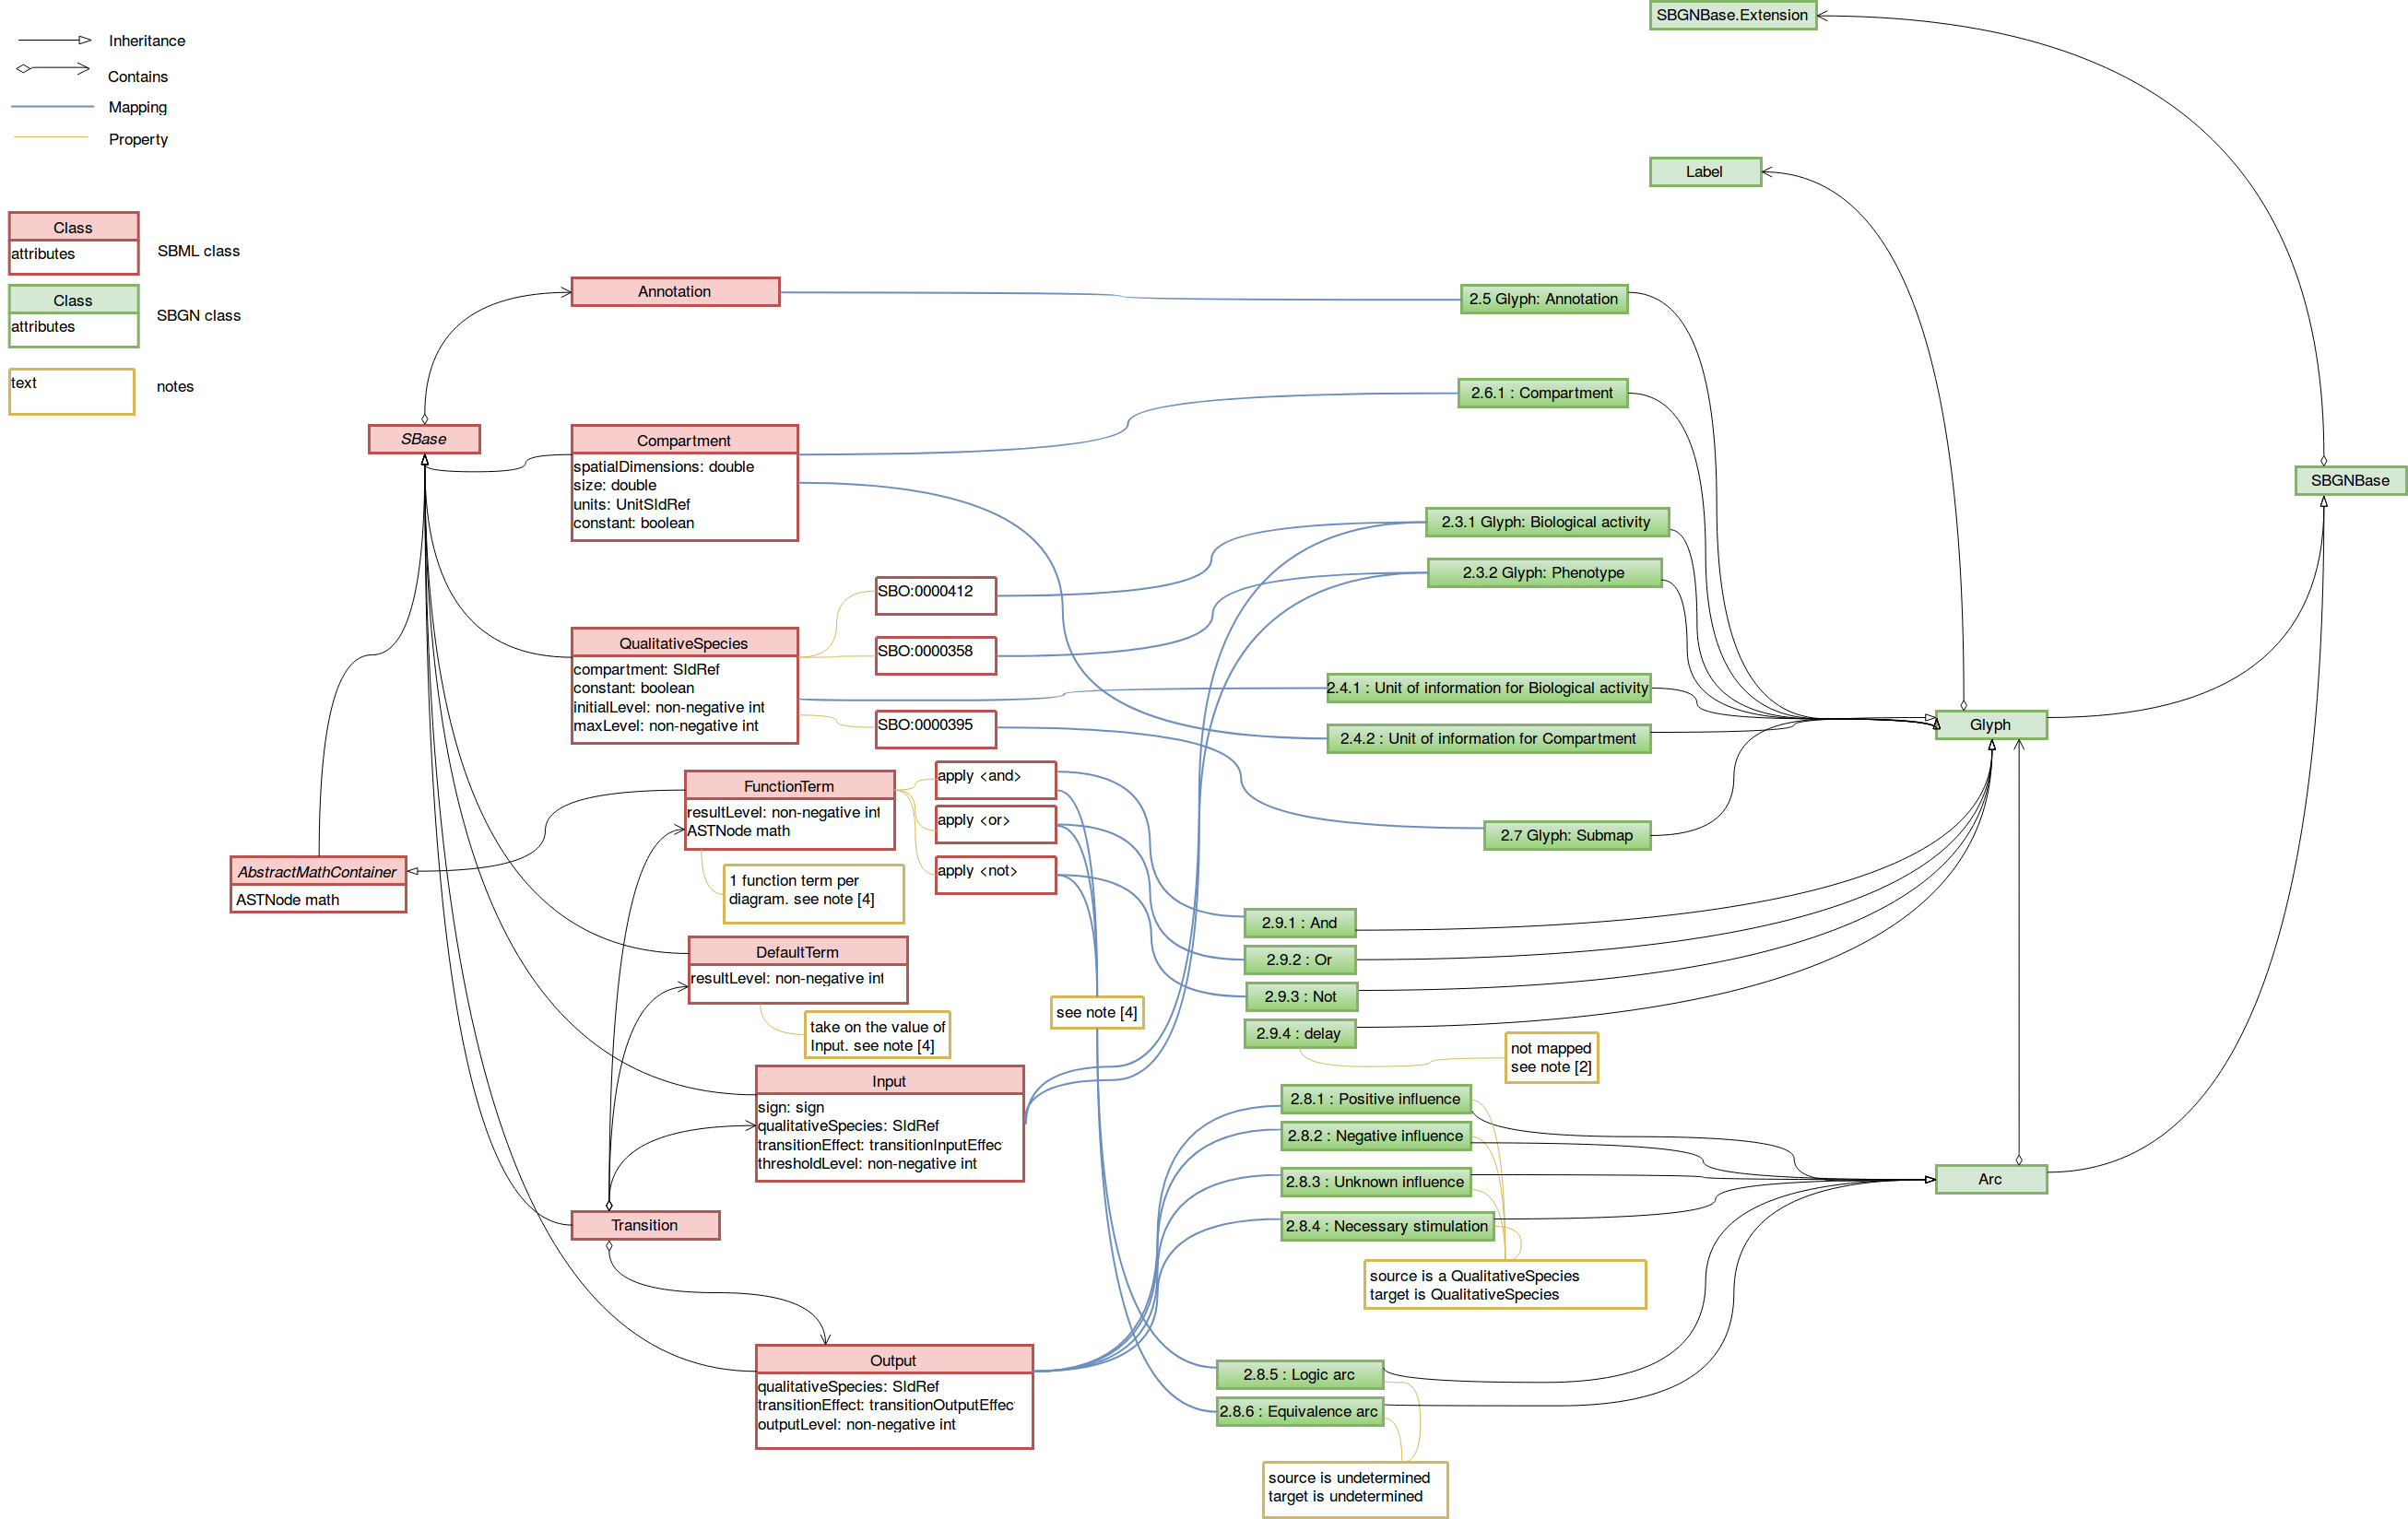 SBGNBase.Extension
Inheritance
Contains
Mapping
Property
Label
Class
attributes
SBML class
Class
attributes
SBGN class
text
notes
Annotation
2.5 Glyph: Annotation
2.6.1 : Compartment
SBase
Compartment
spatialDimensions: double
size: double
units: UnitSIdRef
constant: boolean
SBGNBase
2.3.1 Glyph: Biological activity
2.3.2 Glyph: Phenotype
SBO:0000412
SBO:0000358
QualitativeSpecies
compartment: SIdRef
constant: boolean
initialLevel: non-negative int
maxLevel: non-negative int
SBO:0000395
2.4.1 : Unit of information for Biological activity
2.4.2 : Unit of information for Compartment
Glyph
FunctionTerm
resultLevel: non-negative int
ASTNode math
apply <and>
apply <or>
apply <not>
2.7 Glyph: Submap
AbstractMathContainer
ASTNode math
1 function term per
diagram. see note [4]
2.9.1 : And
2.9.2 : Or
2.9.3 : Not
2.9.4 : delay
DefaultTerm
resultLevel: non-negative int
take on the value of
Input. see note [4]
see note [4]
not mapped
see note [2]
Input
sign: sign
qualitativeSpecies: SIdRef
transitionEffect: transitionInputEffec
thresholdLevel: non-negative int
2.8.1 : Positive influence
2.8.2 : Negative influence
2.8.3 : Unknown influence
2.8.4 : Necessary stimulation
Arc
Transition
source is a QualitativeSpecies
target is QualitativeSpecies
Output
qualitativeSpecies: SIdRef
transitionEffect: transitionOutputEffec
outputLevel: non-negative int
2.8.5 : Logic arc
2.8.6 : Equivalence arc
source is undetermined
target is undetermined